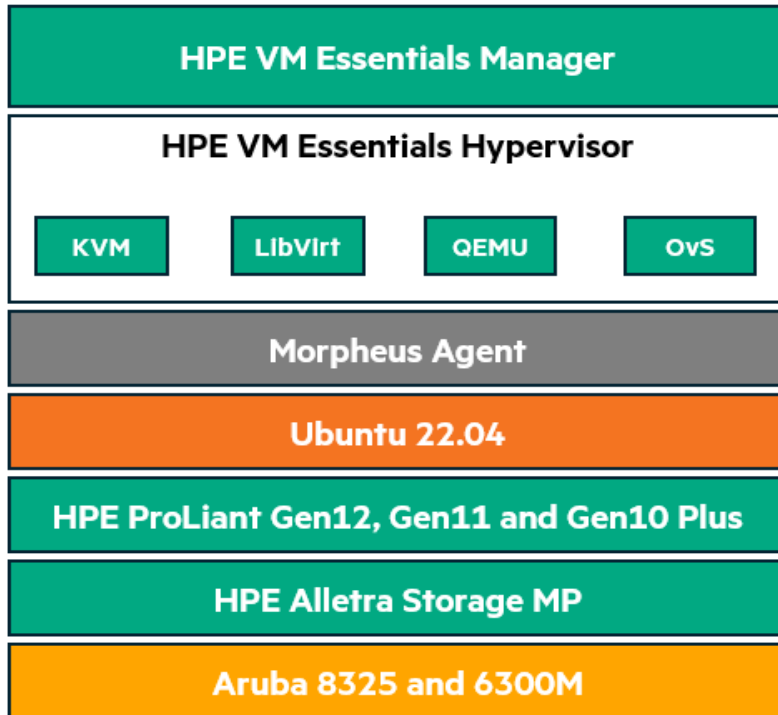 HPE VM Essentials Manager
HPE VM Essentials Hypervisor
KVM LibVirt QEMU OvS
Morpheus Agent
Ubuntu 22.04
HPE ProLiant Gen12, Gen11 and Gen10 Plus
HPE Alletra Storage MP
Aruba 8325 and 6300M